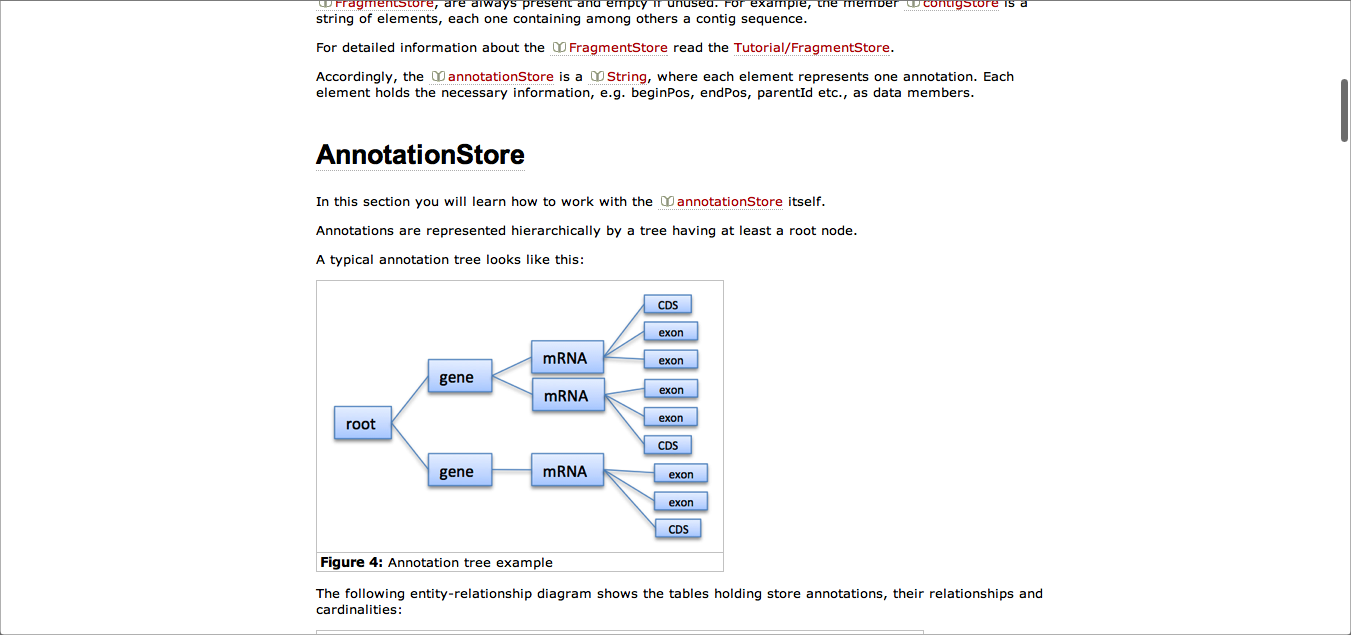 FragmentStore, are always present and empty if unused. For example, the member contigStore is a
string of elements, each one containing among others a contig sequence.
For detailed information about the FragmentStore read the Tutorial/FragmentStore.
Accordingly, the annotationStore is a String, where each element represents one annotation. Each
element holds the necessary information, e.g. beginPos, endPos, parentId etc., as data members.
AnnotationStore
In this section you will learn how to work with the annotationStore itself.
Annotations are represented hierarchically by a tree having at least a root node.
A typical annotation tree looks like this:
CDS
exon
mRNA
exon
gene
exon
mRNA
exon
root
CDS
gene
mRNA
exon
exon
CDS
Figure 4: Annotation tree example
The following entity-relationship diagram shows the tables holding store annotations, their relationships and
cardinalities: